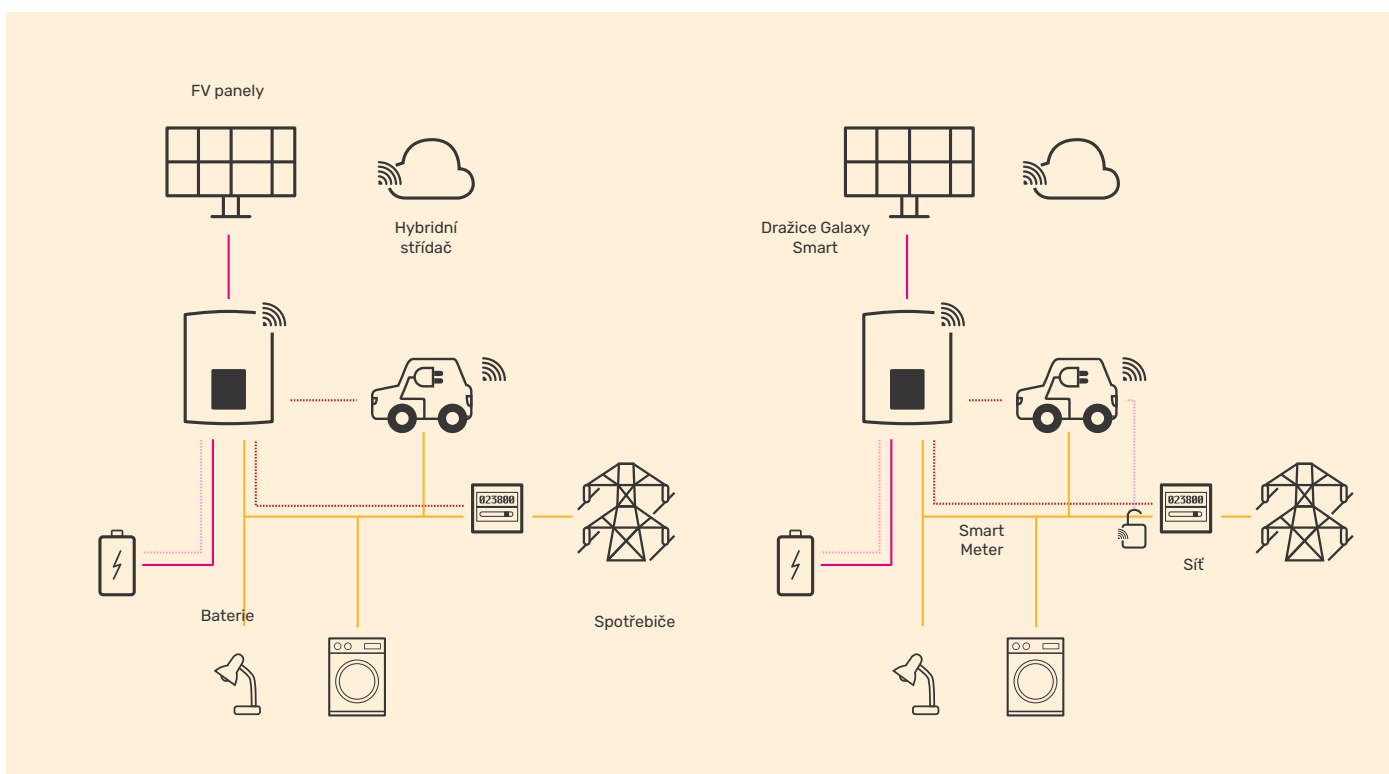 FV panely
Hybridní
střídač
Dražice Galaxy
Smart
023800
023800
Smart
Meter
Síť
Baterie
Spotřebiče